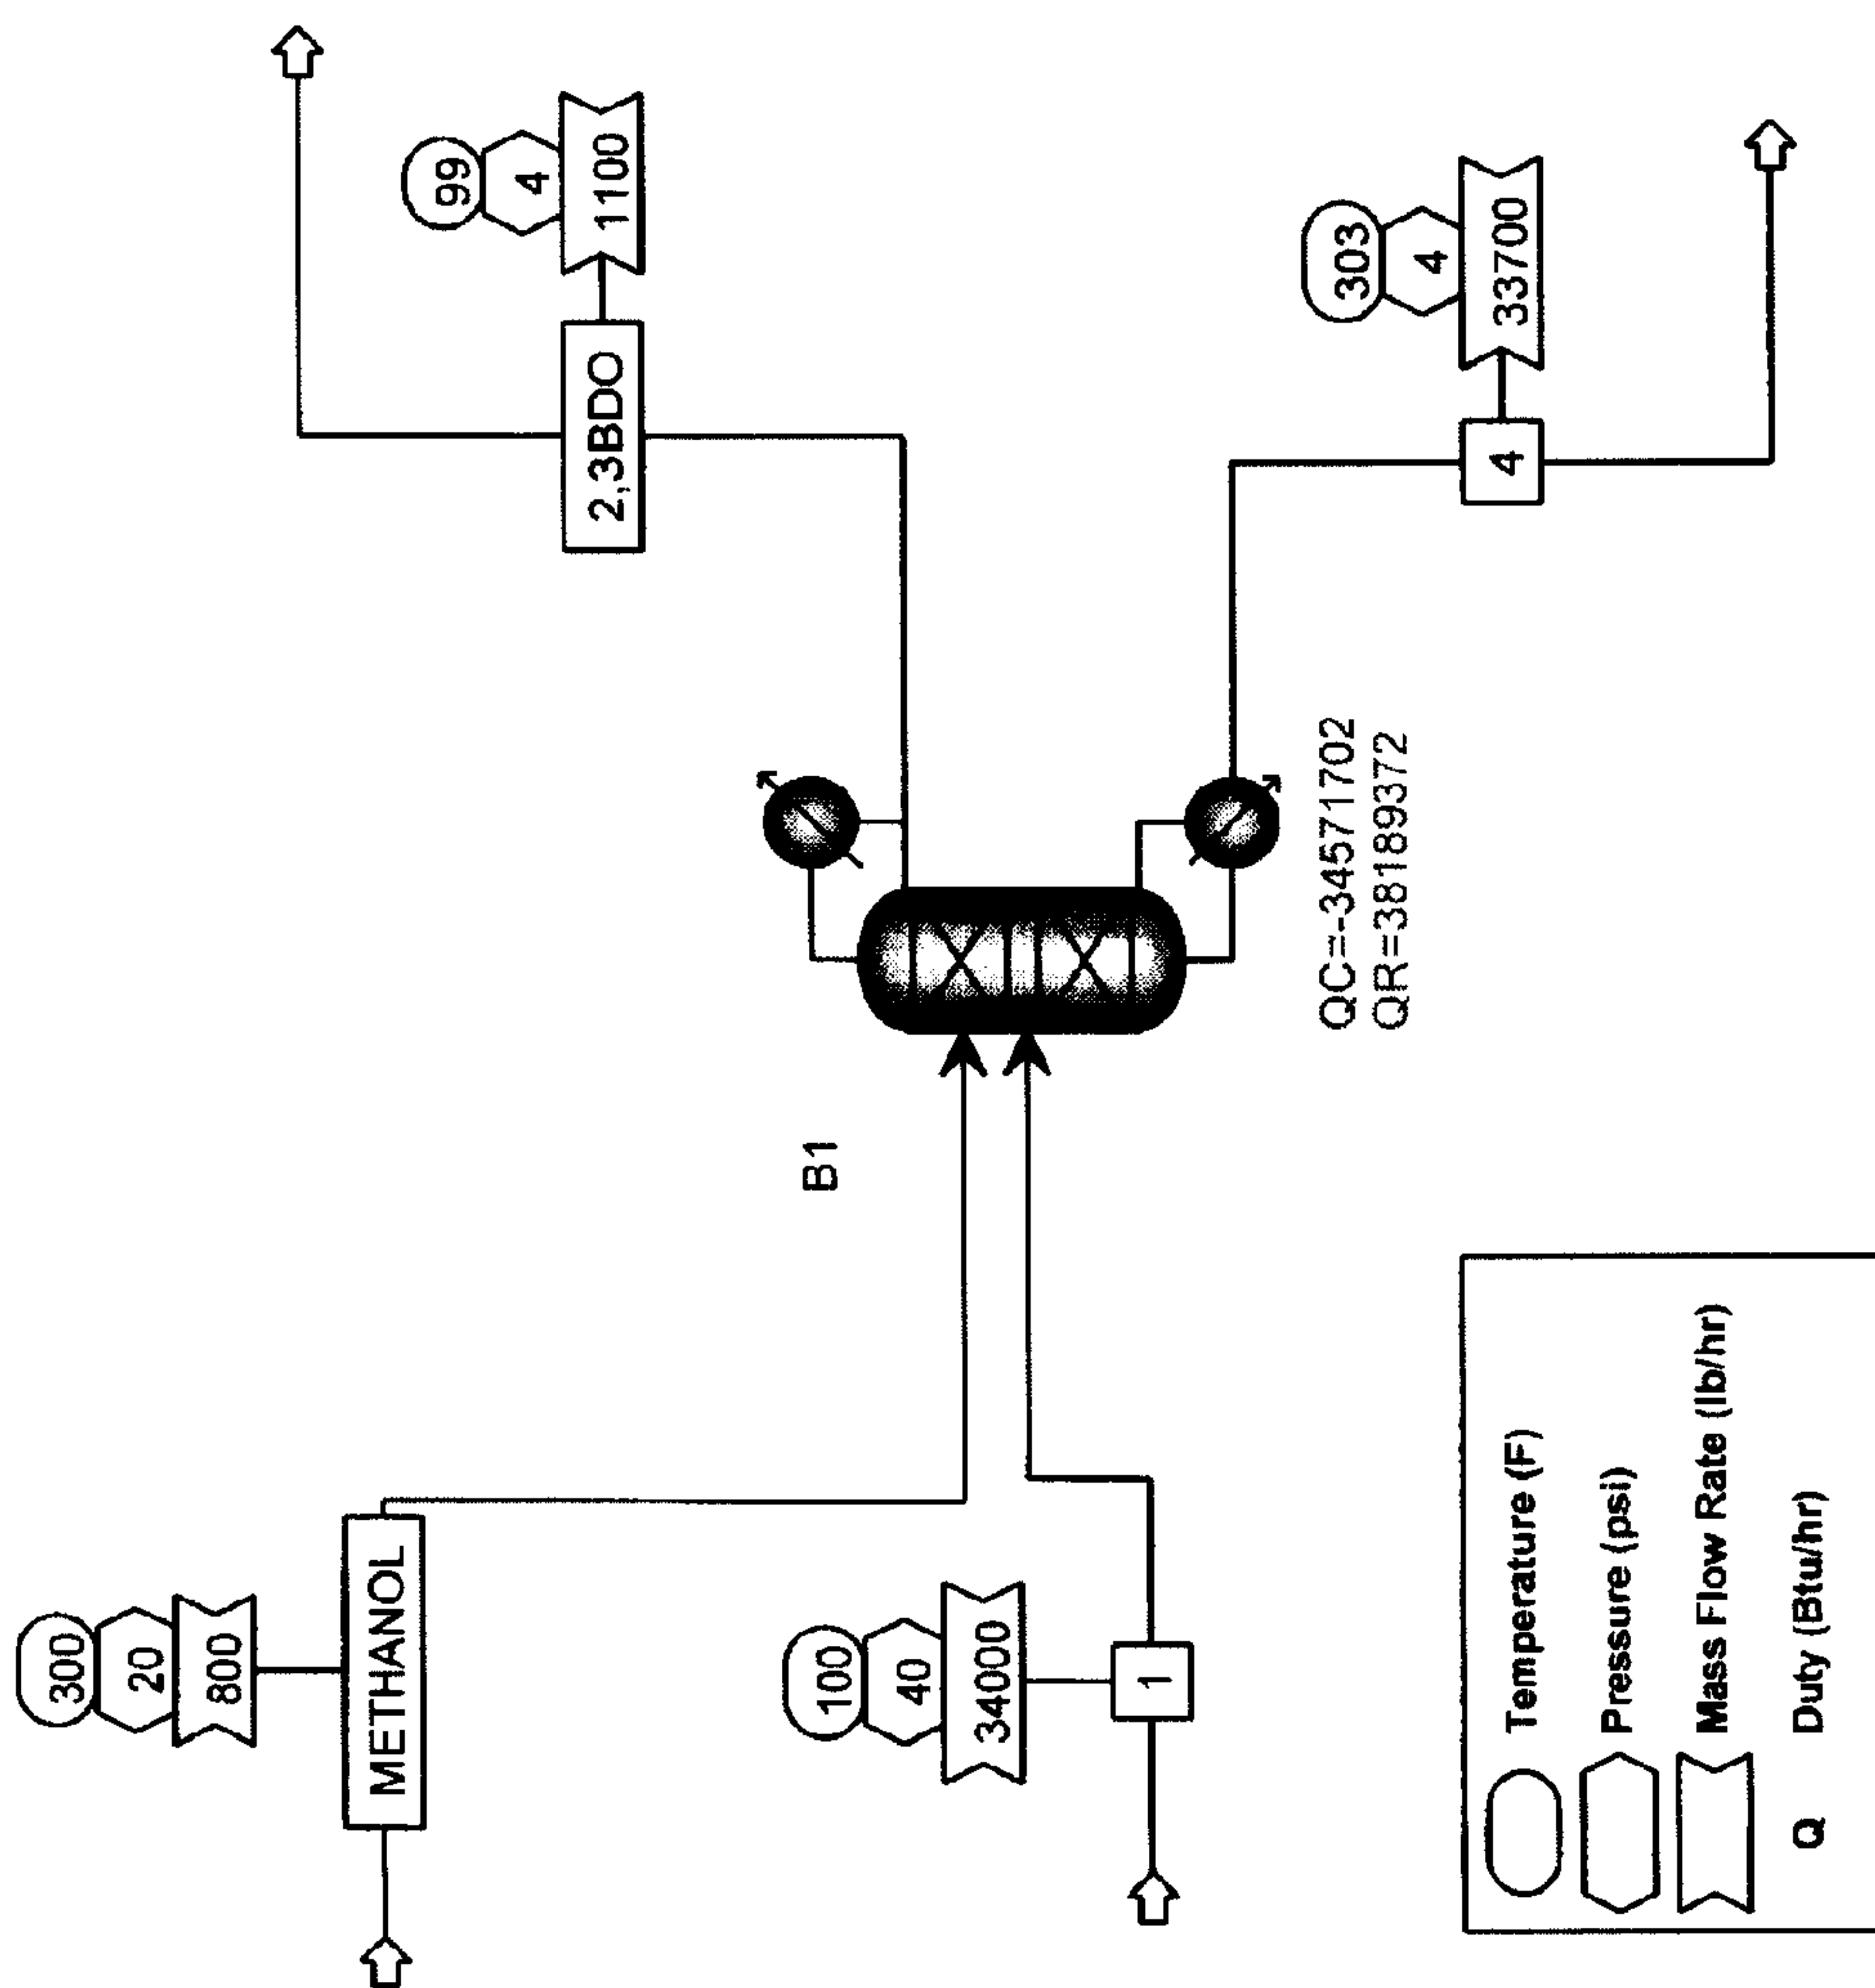 300
20
800
METHANOL
99
4
1100
2,3BDO
B1
100
40
34000
1
QC=-34571702
QR=38189372
303
4
33700
4
Temperature (F)
Pressure (psi)
Mass Flow Rate (lb/hr)
Q Duty (Btu/hr)